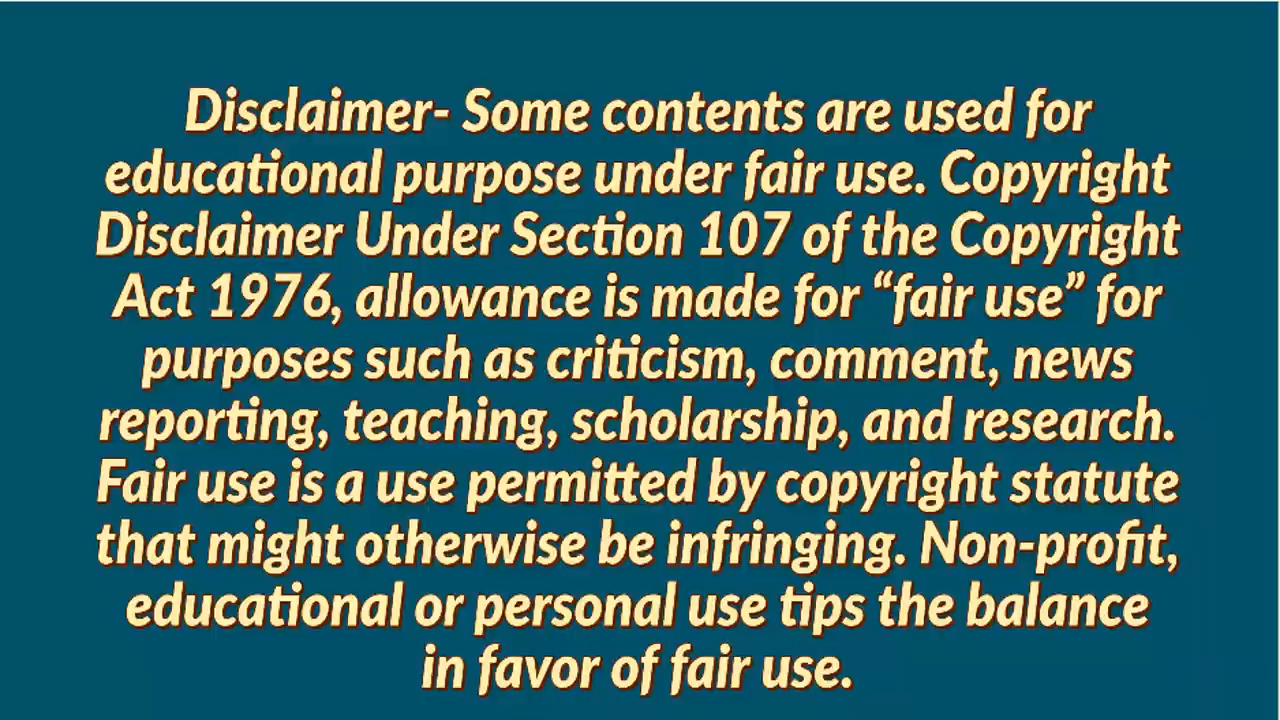 Disclaimer- Some contents are used for
educational purpose under fair use. Copyright
Disclaimer Under Section 107 of the Copyright
Act 1976, allowance is made for “fair use” for
purposes such as criticism, comment, news
reporting, teaching, scholarship, and research.
Fair use is a use permitted by copyright statute
that might otherwise be infringing. Non-profit,
educational or personal use tips the balance
in favor of fair use.